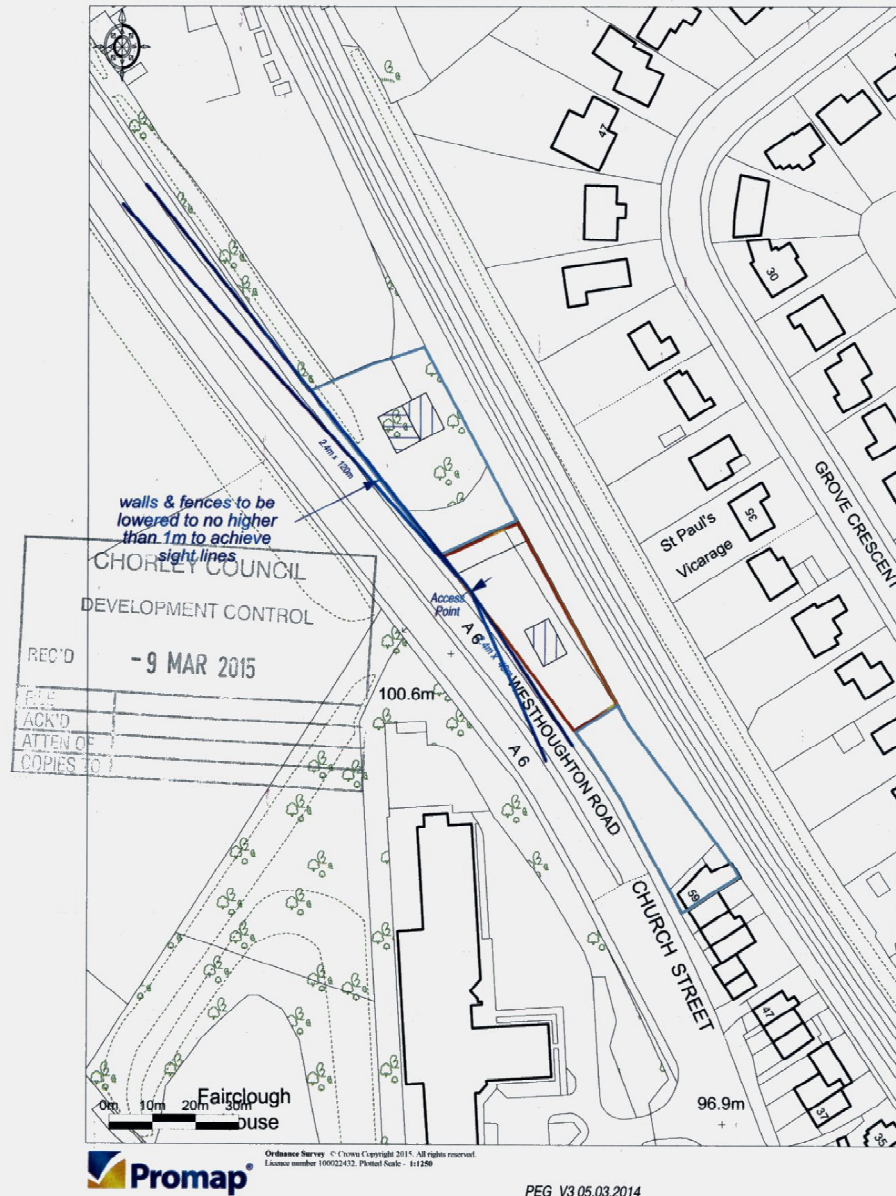 47
30
2.4m x 120m
walls & fences to be
lowered to no higher
than 1m to achieve
sight lines
GROVE CRESCENT
35
St Paul's
Vicarage
CHORLEY COUNCIL
DEVELOPMENT CONTROL
REC'D
- 9 MAR 2015
ACK'D
ATTEN OF
COPIES TO
Access
Point
A 6
100.6m
WESTHOUGHTON ROAD
A 6
59
CHURCH STREET
47
37
35
96.9m
0m 10m 20m 30m
Fairclough
House
Promap®
Ordnance Survey © Crown Copyright 2015. All rights reserved.
Licence number 100022432. Plotted Scale - 1:1250
PEG V3 05.03.2014